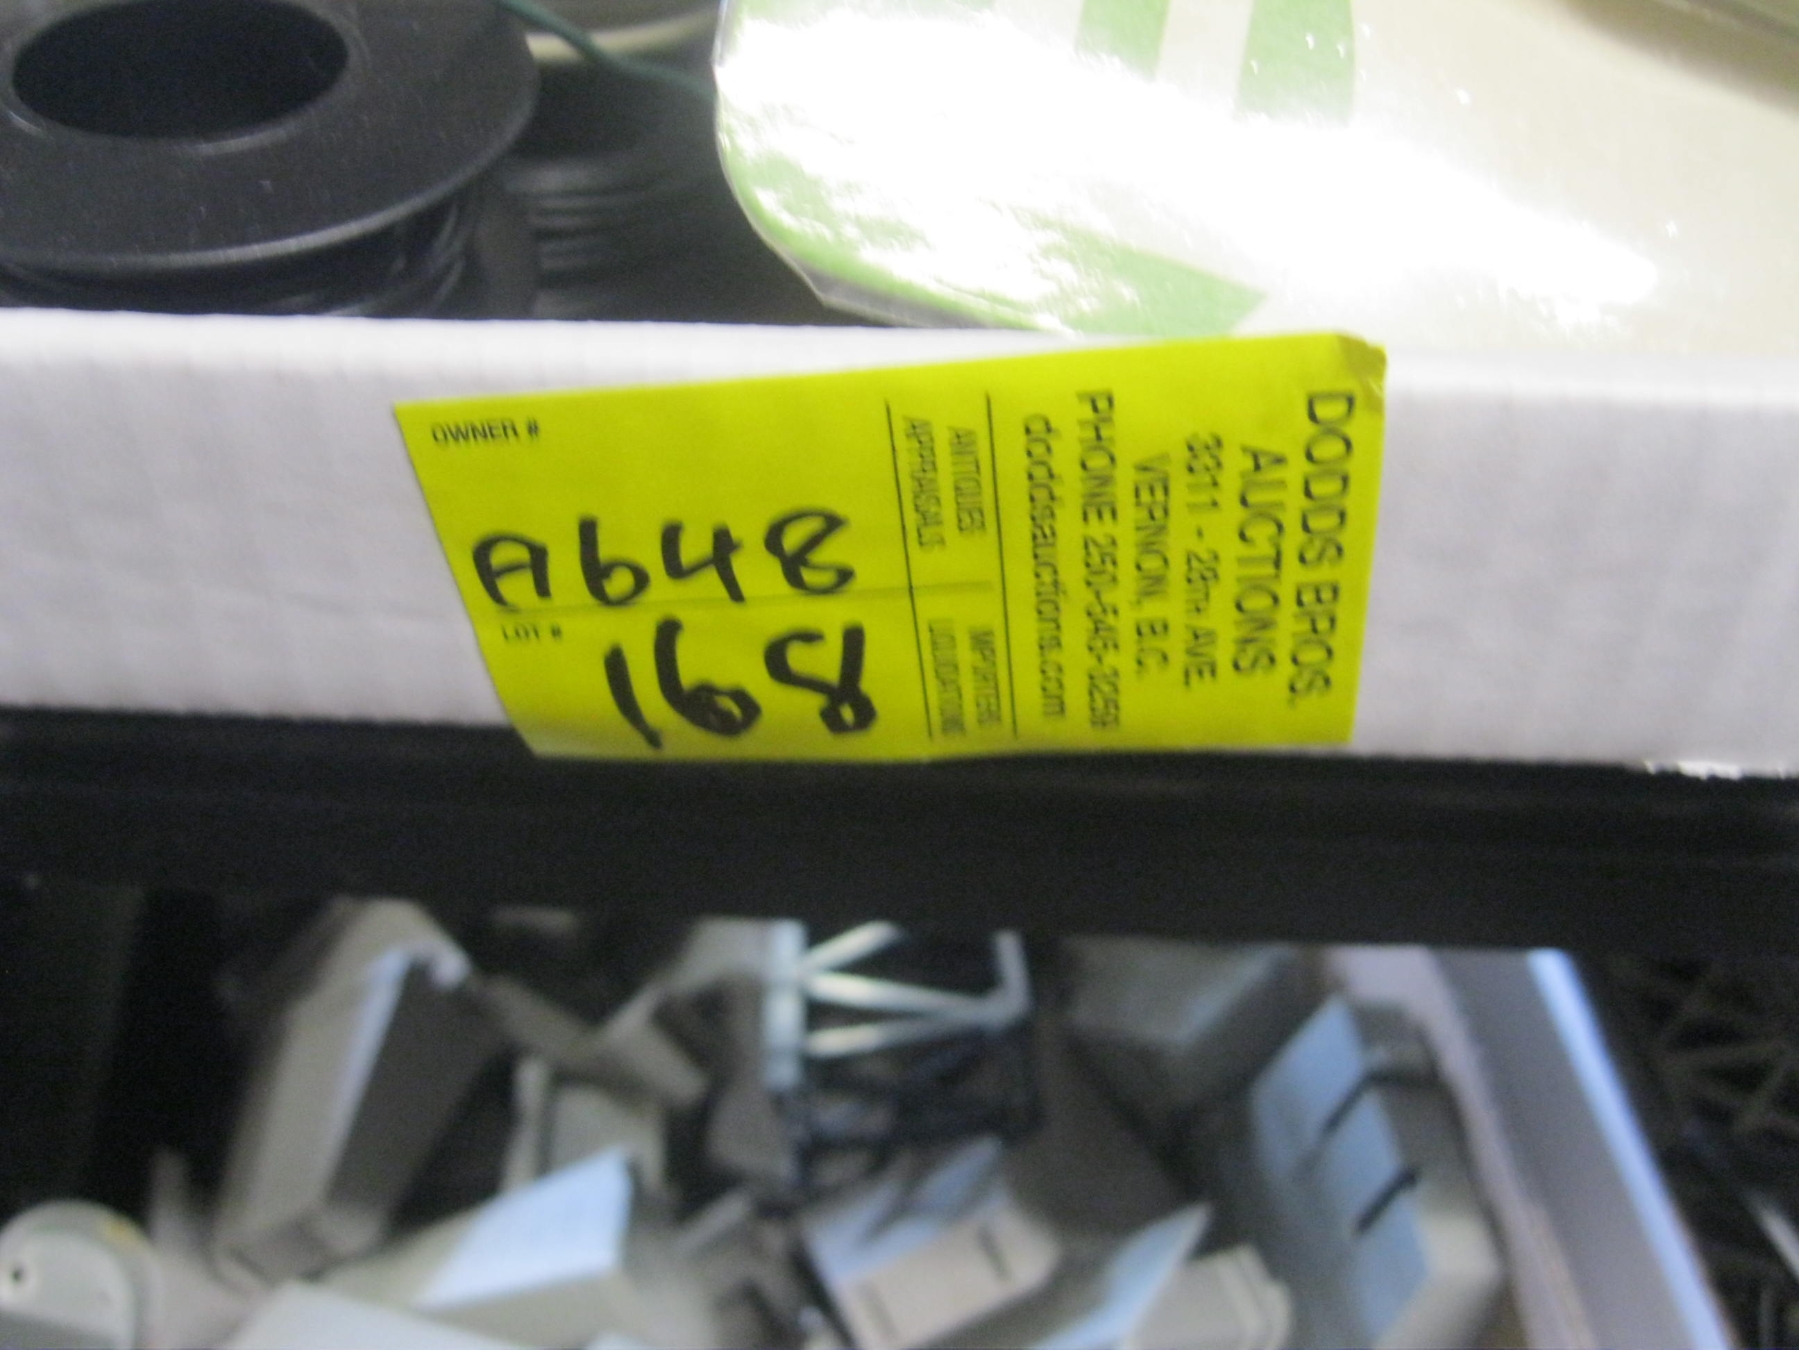 DODDS BROS.
AUCTIONS
3311 - 28TH AVE.
VERNON, B.C.
PHONE 250-545-3259
doddsauctions.com
ANTIQUES
APPRAISALS
IMPORTERS
LIQUIDATIONS
OWNER #
A648
LOT #
168